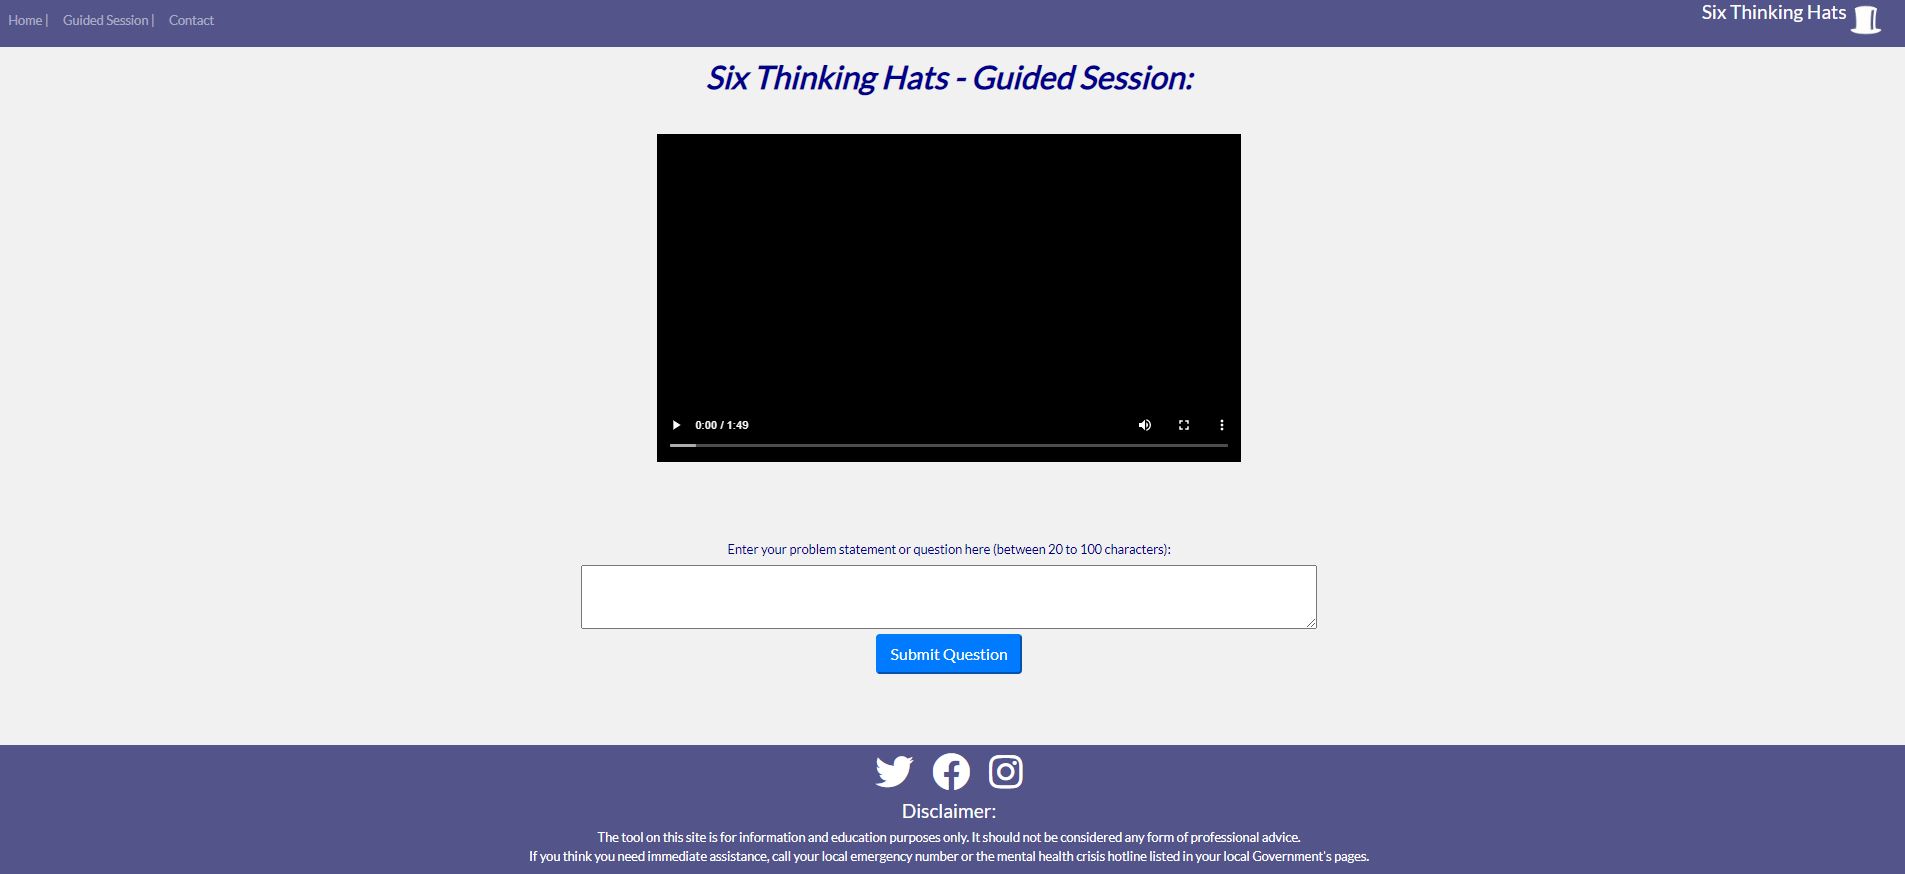 Home | Guided Session | Contact
Six Thinking Hats
Six Thinking Hats - Guided Session:
0:00 / 1:49
Enter your problem statement or question here (between 20 to 100 characters):
Submit Question
Disclaimer:
The tool on this site is for information and education purposes only. It should not be considered any form of professional advice.
If you think you need immediate assistance, call your local emergency number or the mental health crisis hotline listed in your local Government's pages.